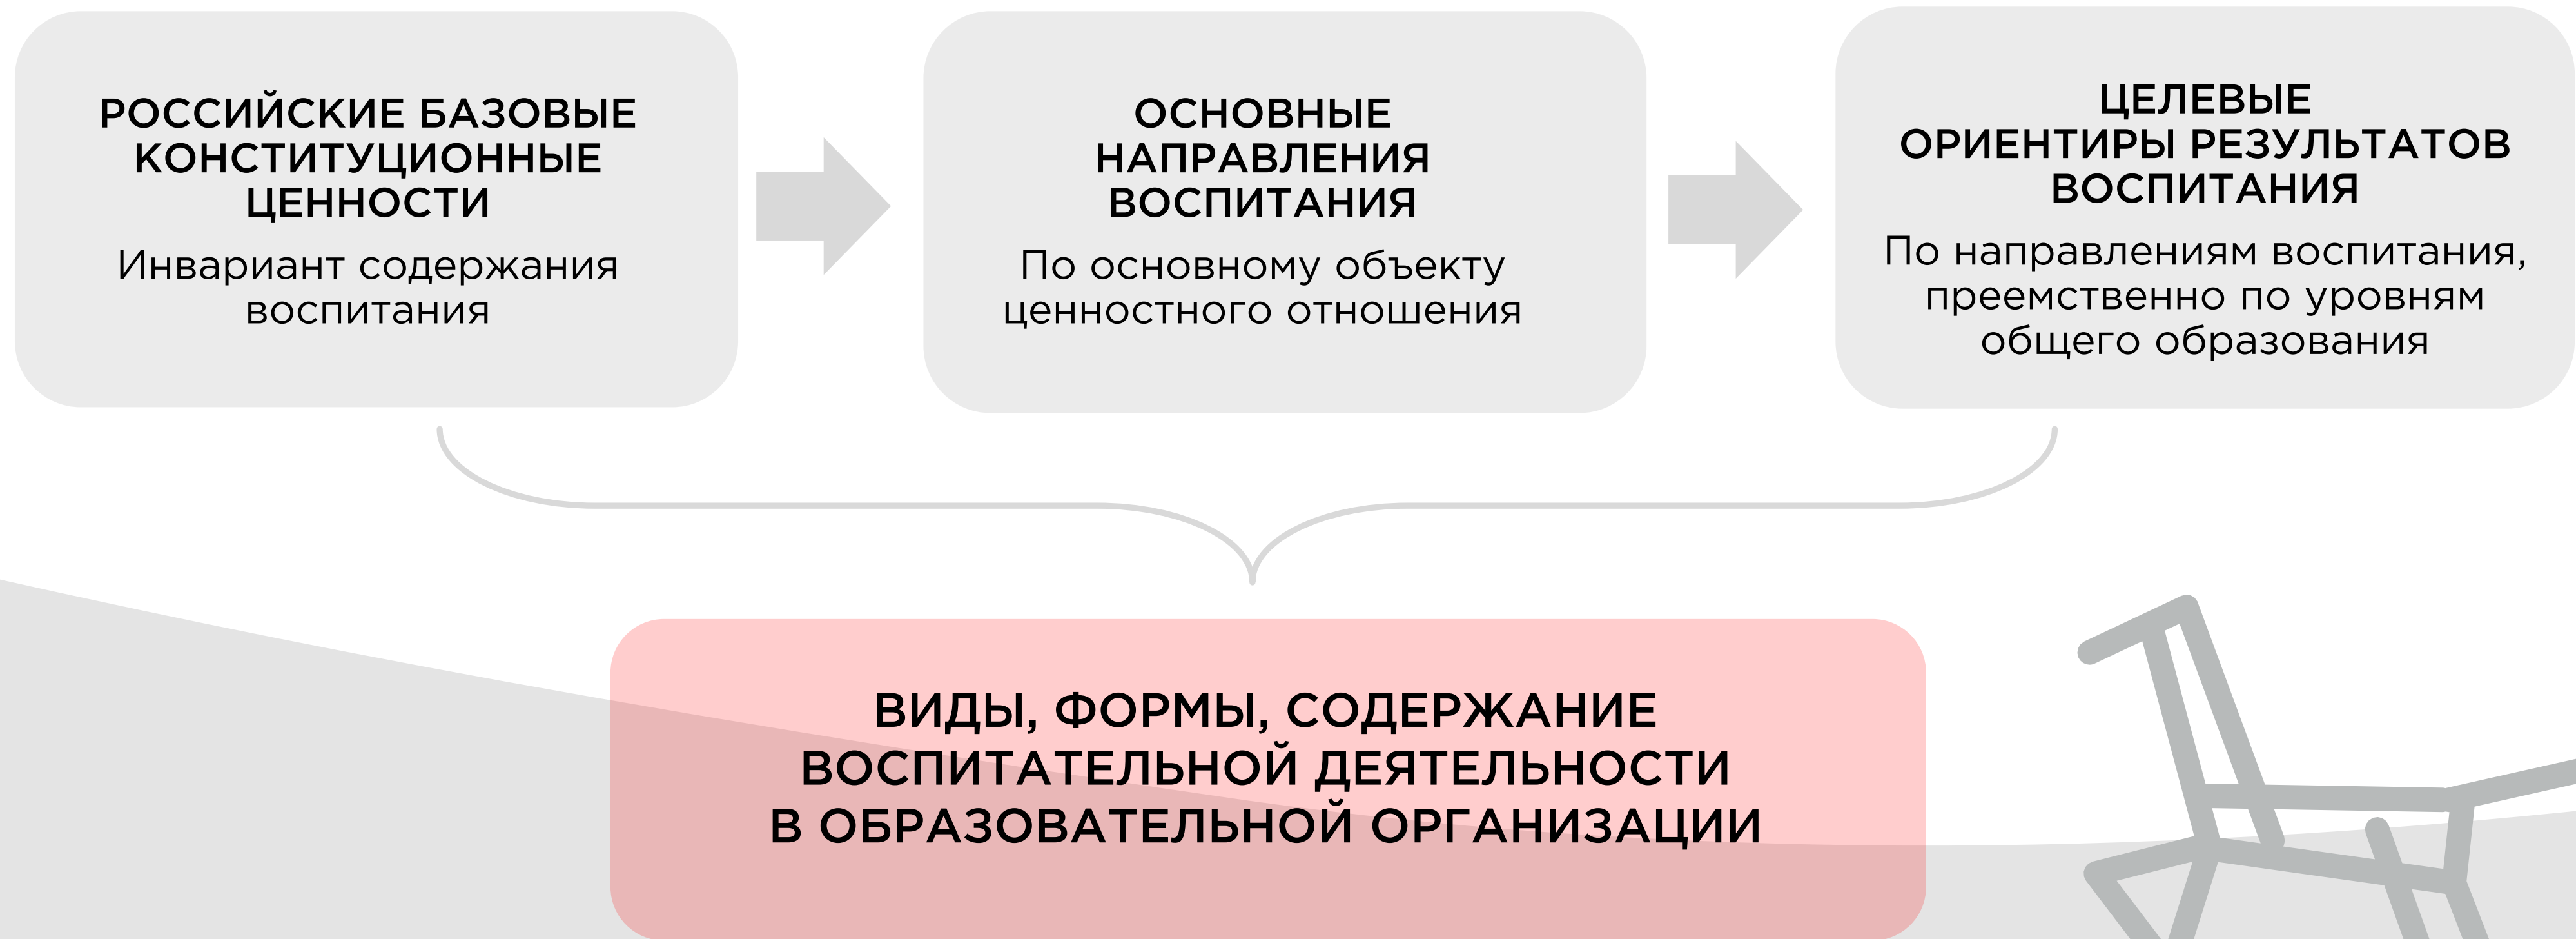 РОССИЙСКИЕ БАЗОВЫЕ
КОНСТИТУЦИОННЫЕ
ЦЕННОСТИ
Инвариант содержания
воспитания
ОСНОВНЫЕ
НАПРАВЛЕНИЯ
ВОСПИТАНИЯ
По основному объекту
ценностного отношения
ЦЕЛЕВЫЕ
ОРИЕНТИРЫ РЕЗУЛЬТАТОВ
ВОСПИТАНИЯ
По направлениям воспитания,
преемственно по уровням
общего образования
ВИДЫ, ФОРМЫ, СОДЕРЖАНИЕ
ВОСПИТАТЕЛЬНОЙ ДЕЯТЕЛЬНОСТИ
В ОБРАЗОВАТЕЛЬНОЙ ОРГАНИЗАЦИИ